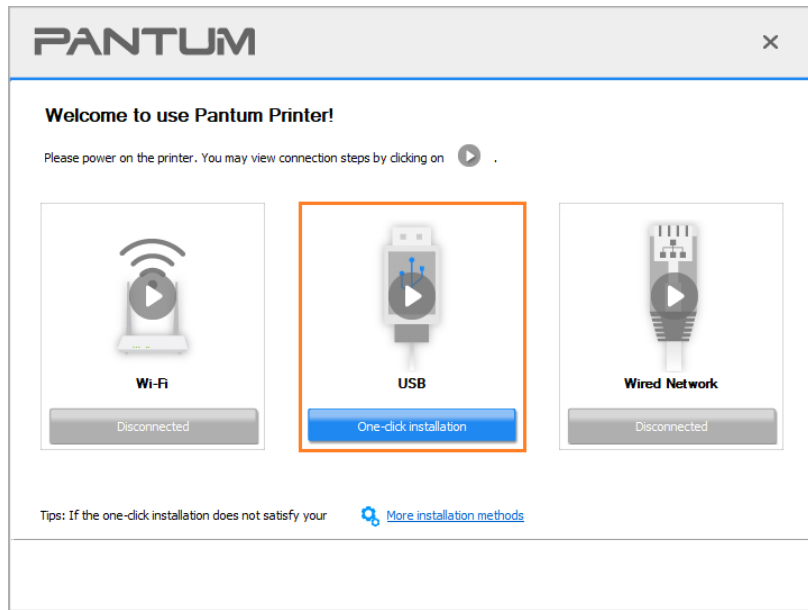 PANTUM
Welcome to use Pantum Printer!
Please power on the printer. You may view connection steps by clicking on .
Wi-Fi
USB
Wired Network
Disconnected
One-click installation
Disconnected
Tips: If the one-click installation does not satisfy your More installation methods